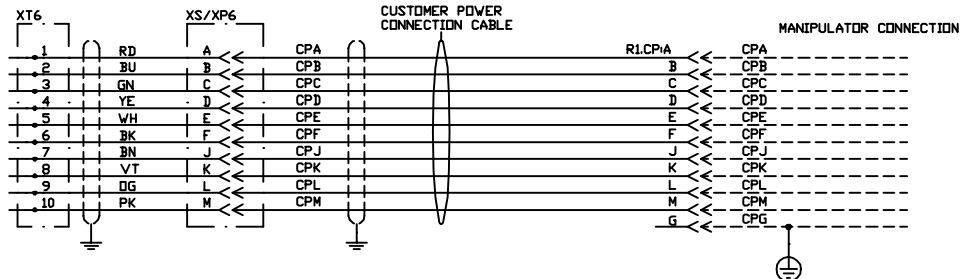 XT6
XS/XP6
CUSTOMER POWER
CONNECTION CABLE
MANIPULATOR CONNECTION
1 RD A CPA R1.CP A CPA
2 BU B CPB B CPB
3 GN C CPC C CPC
4 YE D CPD D CPD
5 WH E CPE E CPE
6 BK F CPF F CPF
7 BN J CPJ J CPJ
8 VT K CPK K CPK
9 OG L CPL L CPL
10 PK M CPM M CPM
G CPG